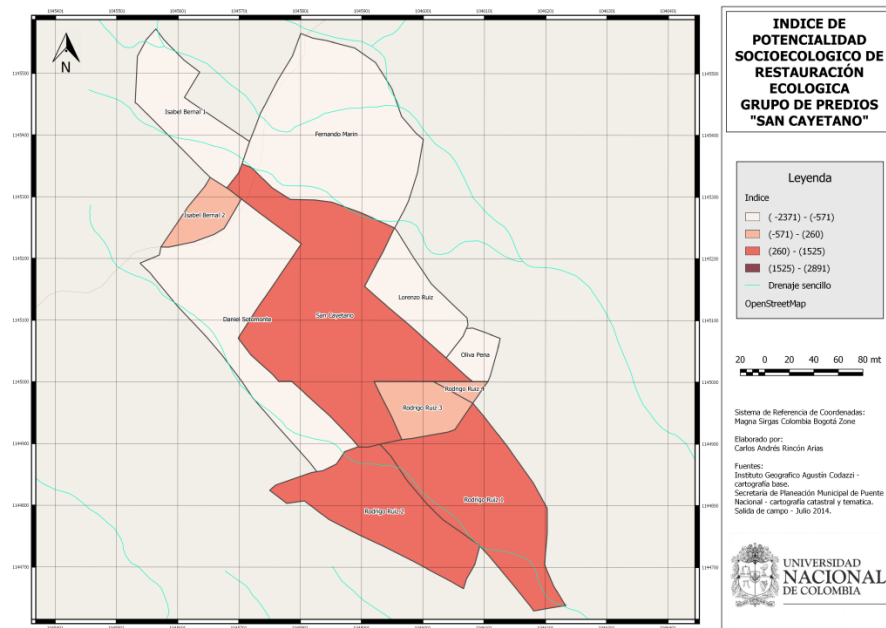 INDICE DE
POTENCIALIDAD
SOCIOECOLOGICO DE
RESTAURACIÓN
ECOLOGICA
GRUPO DE PREDIOS
"SAN CAYETANO"
N
Isabel Bernal 1
Fernando Marin
Isabel Bernal 2
Daniel Sotomonte
San Cayetano
Lorenzo Ruiz
Oliva Pena
Rodrigo Ruiz 4
Rodrigo Ruiz 3
Rodrigo Ruiz 1
Rodrigo Ruiz 2
Leyenda
Indice
( -2371) - (-571)
(-571) - (260)
(260) - (1525)
(1525) - (2891)
Drenaje sencillo
OpenStreetMap
20 0 20 40 60 80 mt
Sistema de Referencia de Coordenadas:
Magna Sirgas Colombia Bogotá Zone
Elaborado por:
Carlos Andrés Rincón Arias
Fuentes:
Instituto Geografico Agustín Codazzi -
cartografía base.
Secretaría de Planeación Municipal de Puente
Nacional - cartografía catastral y tematica.
Salida de campo - Julio 2014.
UNIVERSIDAD
NACIONAL
DE COLOMBIA